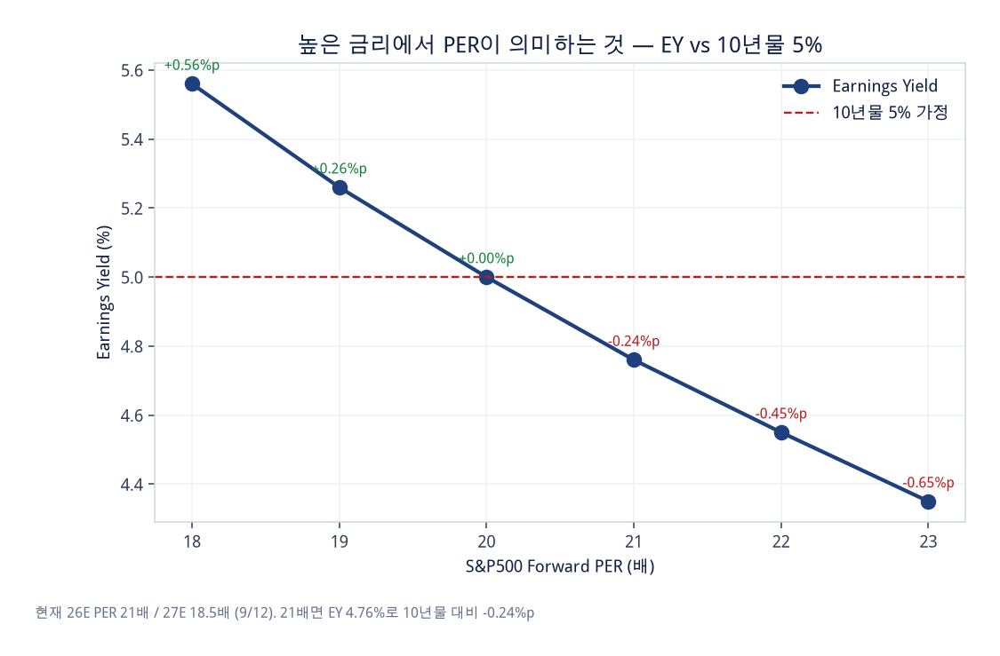 높은 금리에서 PER이 의미하는 것 — EY vs 10년물 5%
Earnings Yield
10년물 5% 가정
Earnings Yield (%)
5.6
5.4
5.2
5.0
4.8
4.6
4.4
+0.56%p
+0.26%p
+0.00%p
-0.24%p
-0.45%p
-0.65%p
18 19 20 21 22 23
S&P500 Forward PER (배)
현재 26E PER 21배 / 27E 18.5배 (9/12). 21배면 EY 4.76%로 10년물 대비 -0.24%p